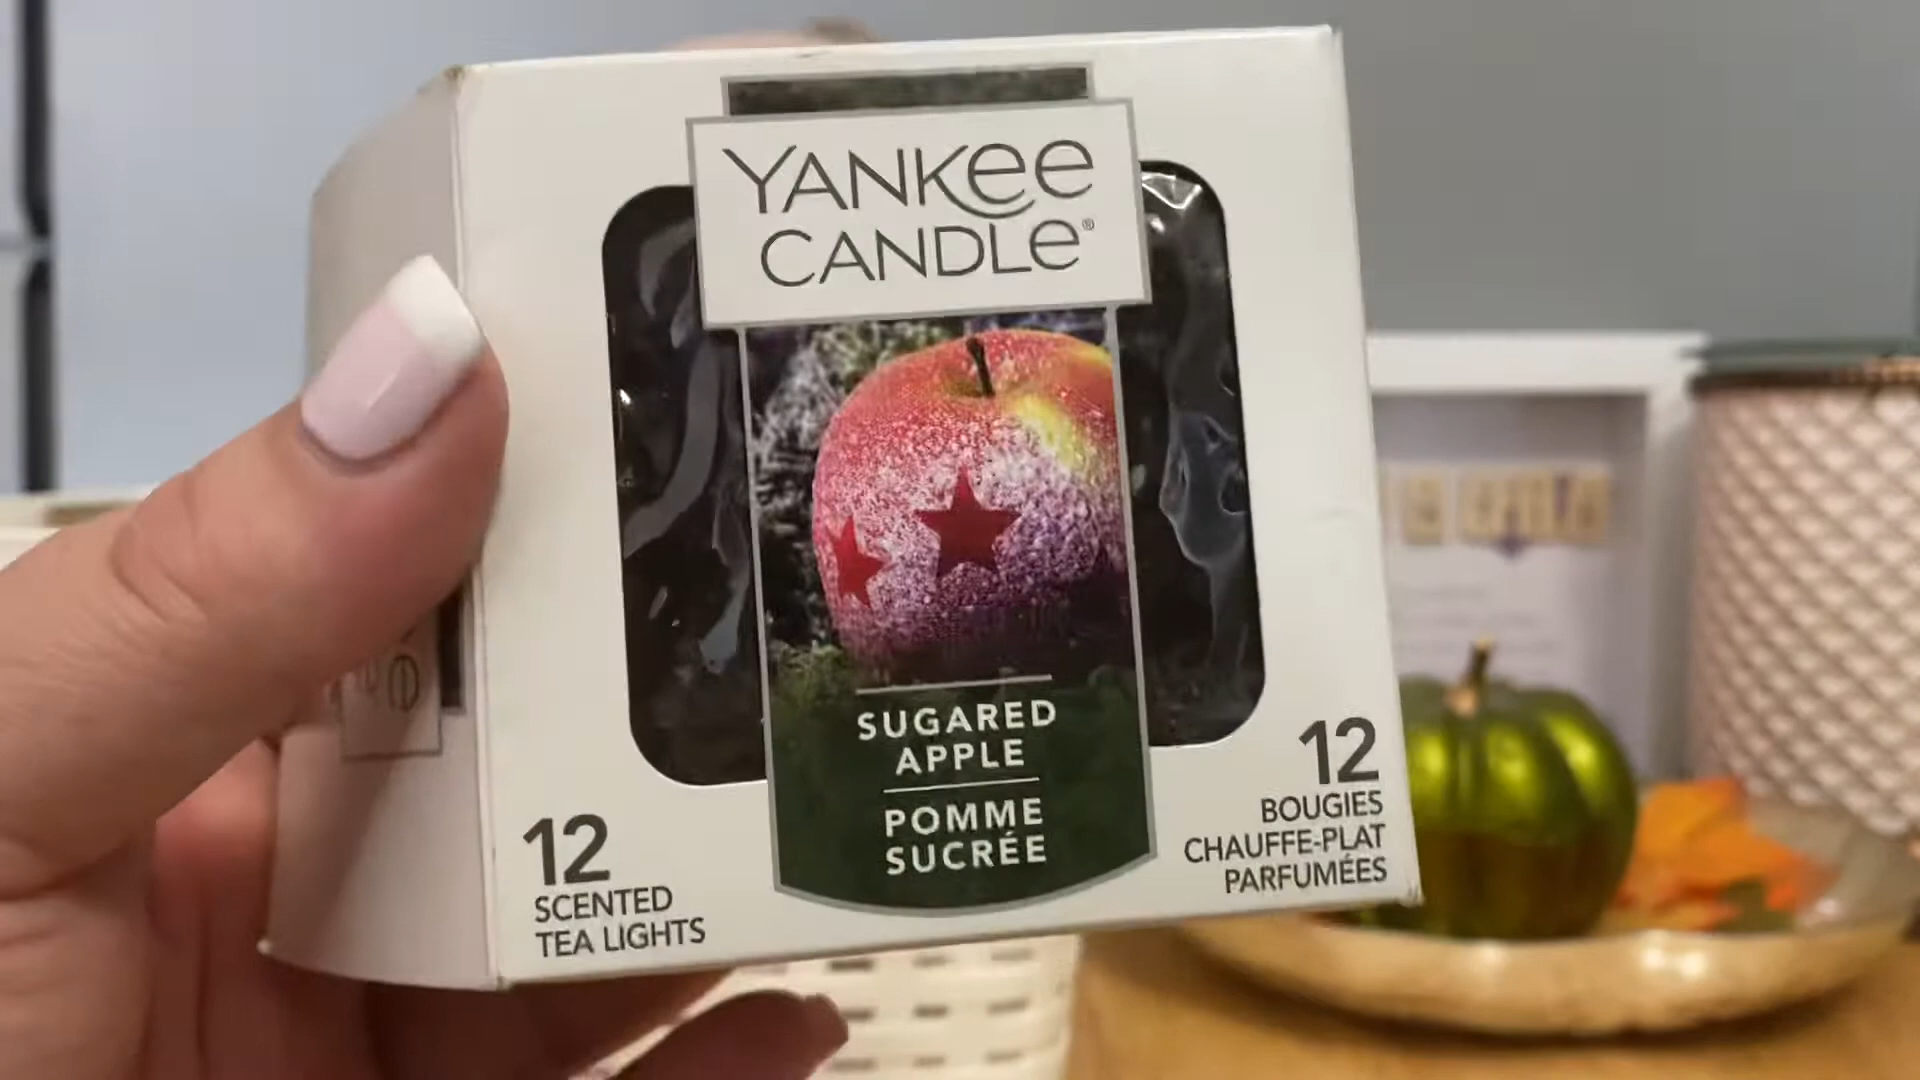 YANKEE
CANDLE®
SUGARED
APPLE
POMME
SUCRÉE
12
SCENTED
TEA LIGHTS
12
BOUGIES
CHAUFFE-PLAT
PARFUMÉES